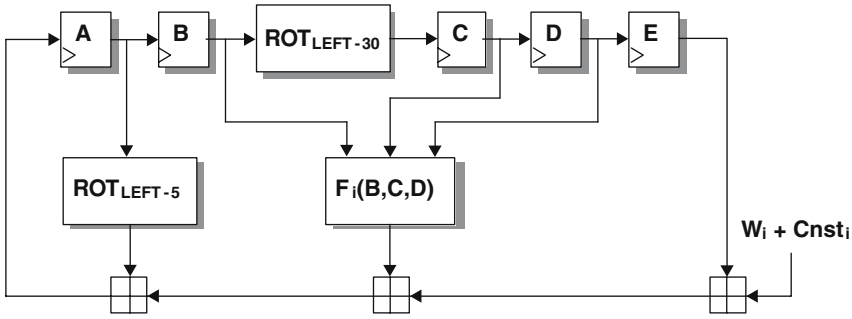 A
B
ROTLEFT-30
C
D
E
ROTLEFT-5
Fi(B,C,D)
Wi + Cnsti